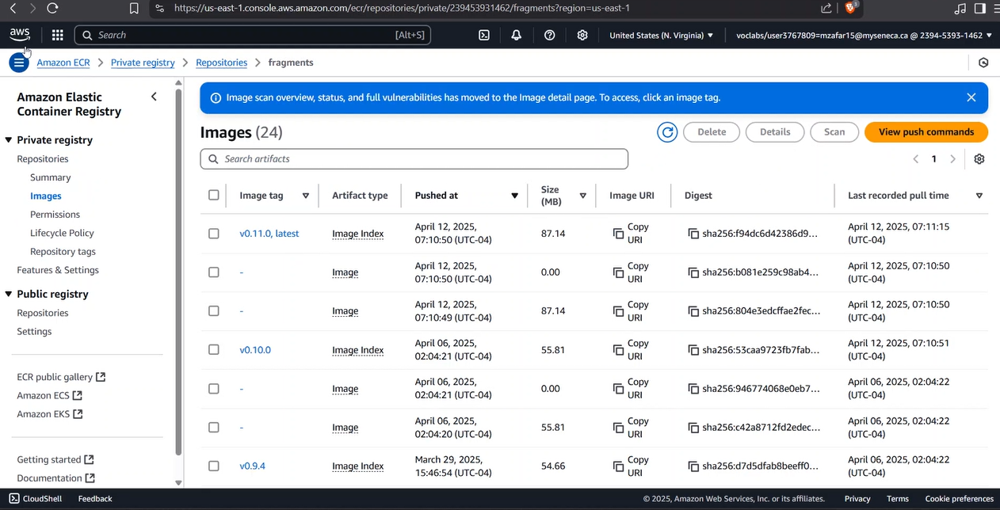 https://us-east-1.console.aws.amazon.com/ecr/repositories/private/239453931462/fragments?region=us-east-1
3
aws
Search [Alt+S]
United States (N. Virginia)
voclabs/user3767809=mzafar15@myseneca.ca @ 2394-5393-1462
Amazon ECR > Private registry > Repositories > fragments
Amazon Elastic
Container Registry
Private registry
Repositories
Summary
Images
Permissions
Lifecycle Policy
Repository tags
Features & Settings
Public registry
Repositories
Settings
ECR public gallery
Amazon ECS
Amazon EKS
Getting started
Documentation
Image scan overview, status, and full vulnerabilities has moved to the Image detail page. To access, click an image tag.
Images (24)
Delete
Details
Scan
View push commands
Search artifacts
1
Image tag
Artifact type
Pushed at
Size
(MB)
Image URI
Digest
Last recorded pull time
v0.11.0, latest
Image Index
April 12, 2025,
07:10:50 (UTC-04)
87.14
Copy
URI
sha256:f94dc6d42386d9...
April 12, 2025, 07:11:15
(UTC-04)
-
Image
April 12, 2025,
07:10:50 (UTC-04)
0.00
Copy
URI
sha256:b081e259c98ab4...
April 12, 2025, 07:10:50
(UTC-04)
-
Image
April 12, 2025,
07:10:49 (UTC-04)
87.14
Copy
URI
sha256:804e3edcffae2fec...
April 12, 2025, 07:10:50
(UTC-04)
v0.10.0
Image Index
April 06, 2025,
02:04:21 (UTC-04)
55.81
Copy
URI
sha256:53caa9723fb7fab...
April 12, 2025, 07:10:51
(UTC-04)
-
Image
April 06, 2025,
02:04:21 (UTC-04)
0.00
Copy
URI
sha256:946774068e0eb7...
April 06, 2025, 02:04:22
(UTC-04)
-
Image
April 06, 2025,
02:04:20 (UTC-04)
55.81
Copy
URI
sha256:c42a8712fd2edec...
April 06, 2025, 02:04:22
(UTC-04)
v0.9.4
Image Index
March 29, 2025,
15:46:54 (UTC-04)
54.66
Copy
URI
sha256:d7d5dfab8beeff0...
April 06, 2025, 02:04:22
(UTC-04)
CloudShell
Feedback
© 2025, Amazon Web Services, Inc. or its affiliates.
Privacy
Terms
Cookie preferences